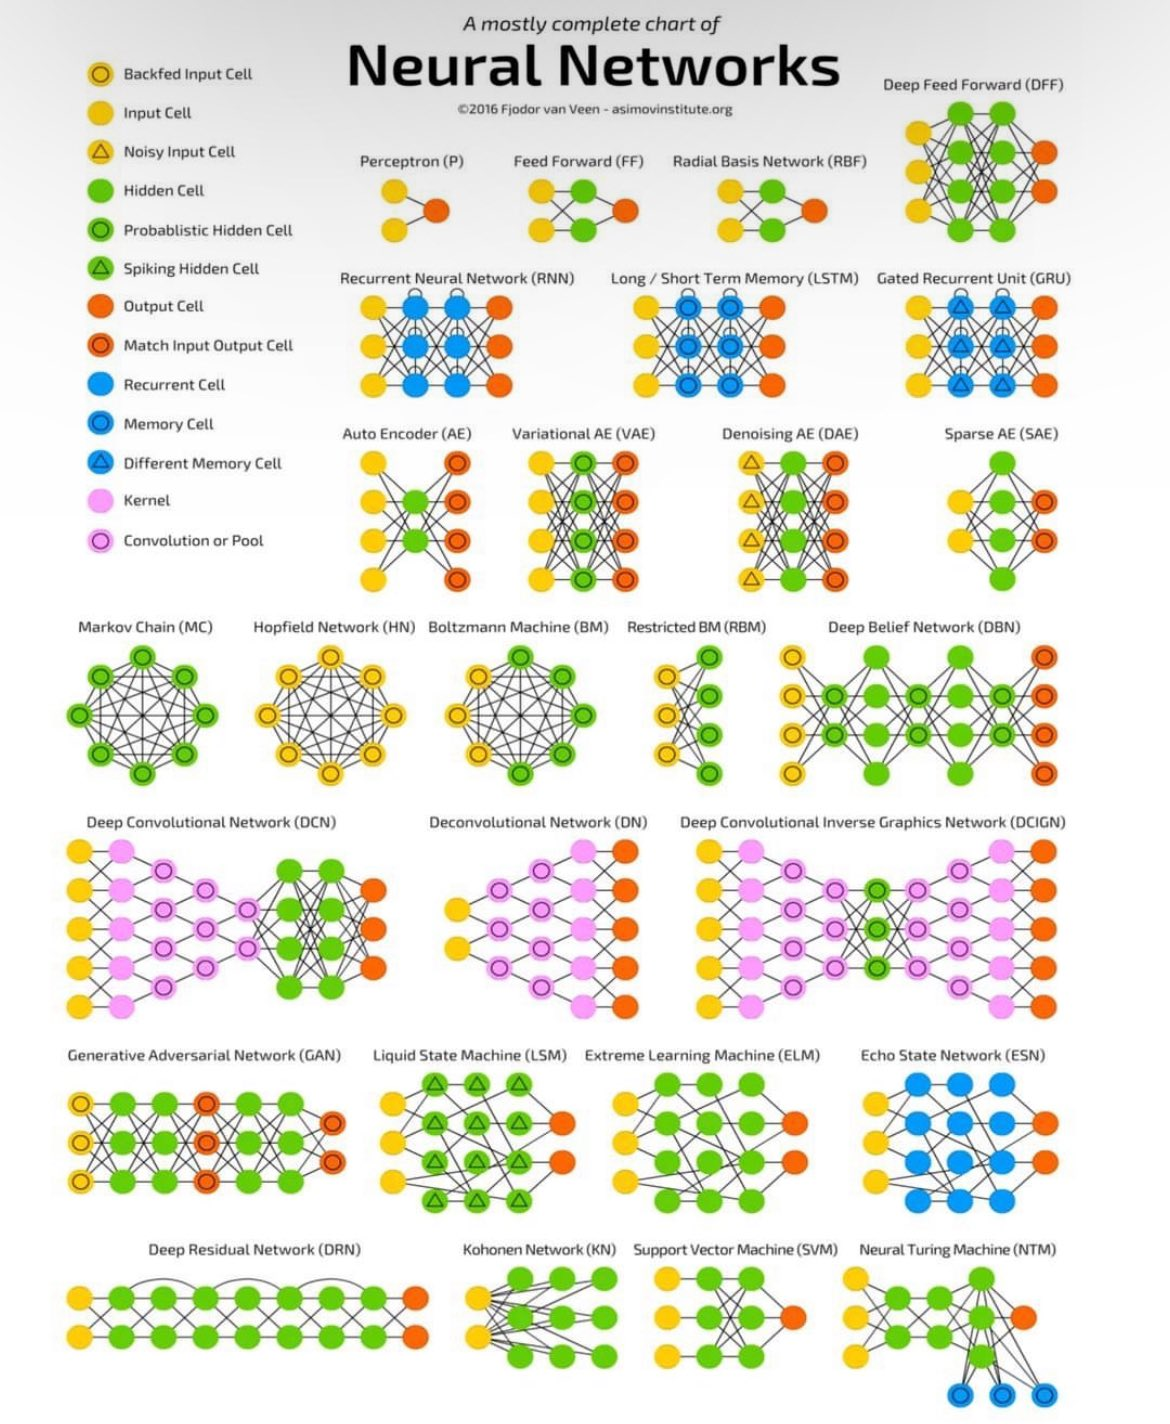 A mostly complete chart of
Neural Networks
©2016 Fjodor van Veen - asimovinstitute.org
Backfed Input Cell
Input Cell
Noisy Input Cell
Hidden Cell
Probablistic Hidden Cell
Spiking Hidden Cell
Output Cell
Match Input Output Cell
Recurrent Cell
Memory Cell
Different Memory Cell
Kernel
Convolution or Pool
Deep Feed Forward (DFF)
Perceptron (P)
Feed Forward (FF)
Radial Basis Network (RBF)
Recurrent Neural Network (RNN)
Long / Short Term Memory (LSTM)
Gated Recurrent Unit (GRU)
Auto Encoder (AE)
Variational AE (VAE)
Denoising AE (DAE)
Sparse AE (SAE)
Markov Chain (MC)
Hopfield Network (HN)
Boltzmann Machine (BM)
Restricted BM (RBM)
Deep Belief Network (DBN)
Deep Convolutional Network (DCN)
Deconvolutional Network (DN)
Deep Convolutional Inverse Graphics Network (DCIGN)
Generative Adversarial Network (GAN)
Liquid State Machine (LSM)
Extreme Learning Machine (ELM)
Echo State Network (ESN)
Deep Residual Network (DRN)
Kohonen Network (KN)
Support Vector Machine (SVM)
Neural Turing Machine (NTM)